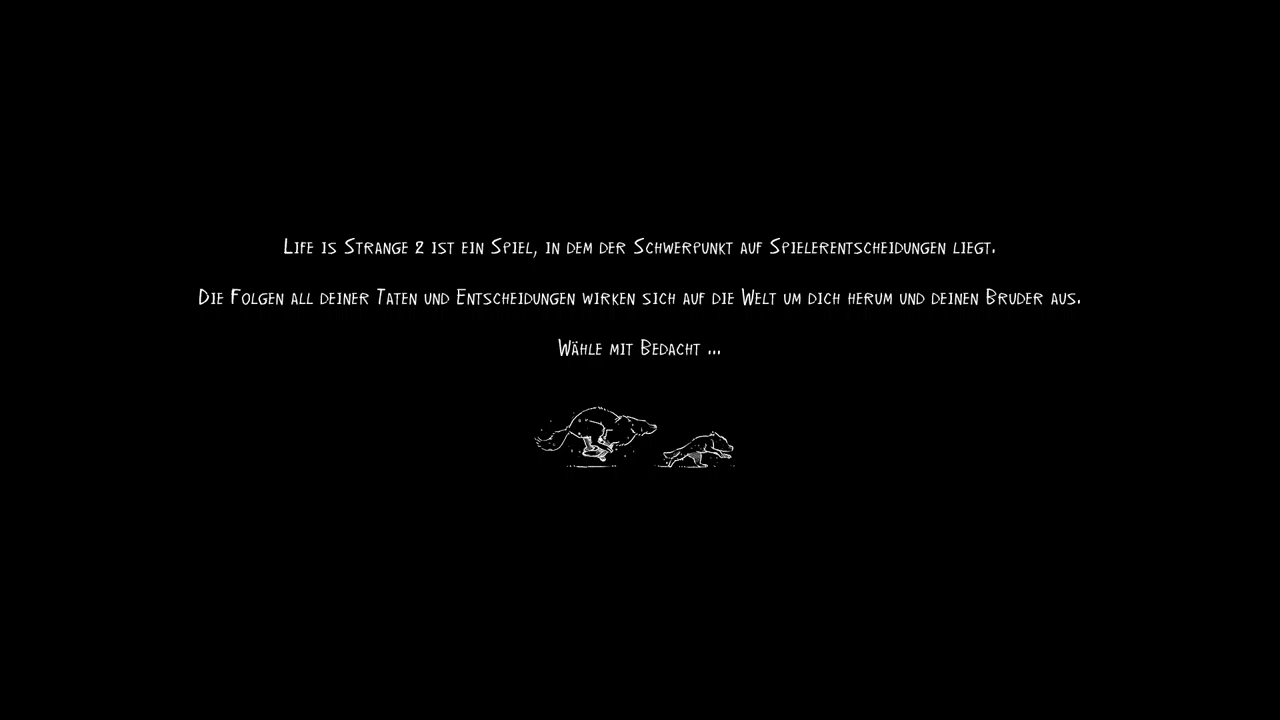 Life is Strange 2 ist ein Spiel, in dem der Schwerpunkt auf Spielerentscheidungen liegt.
Die Folgen all deiner Taten und Entscheidungen wirken sich auf die Welt um dich herum und deinen Bruder aus.
Wähle mit Bedacht ...